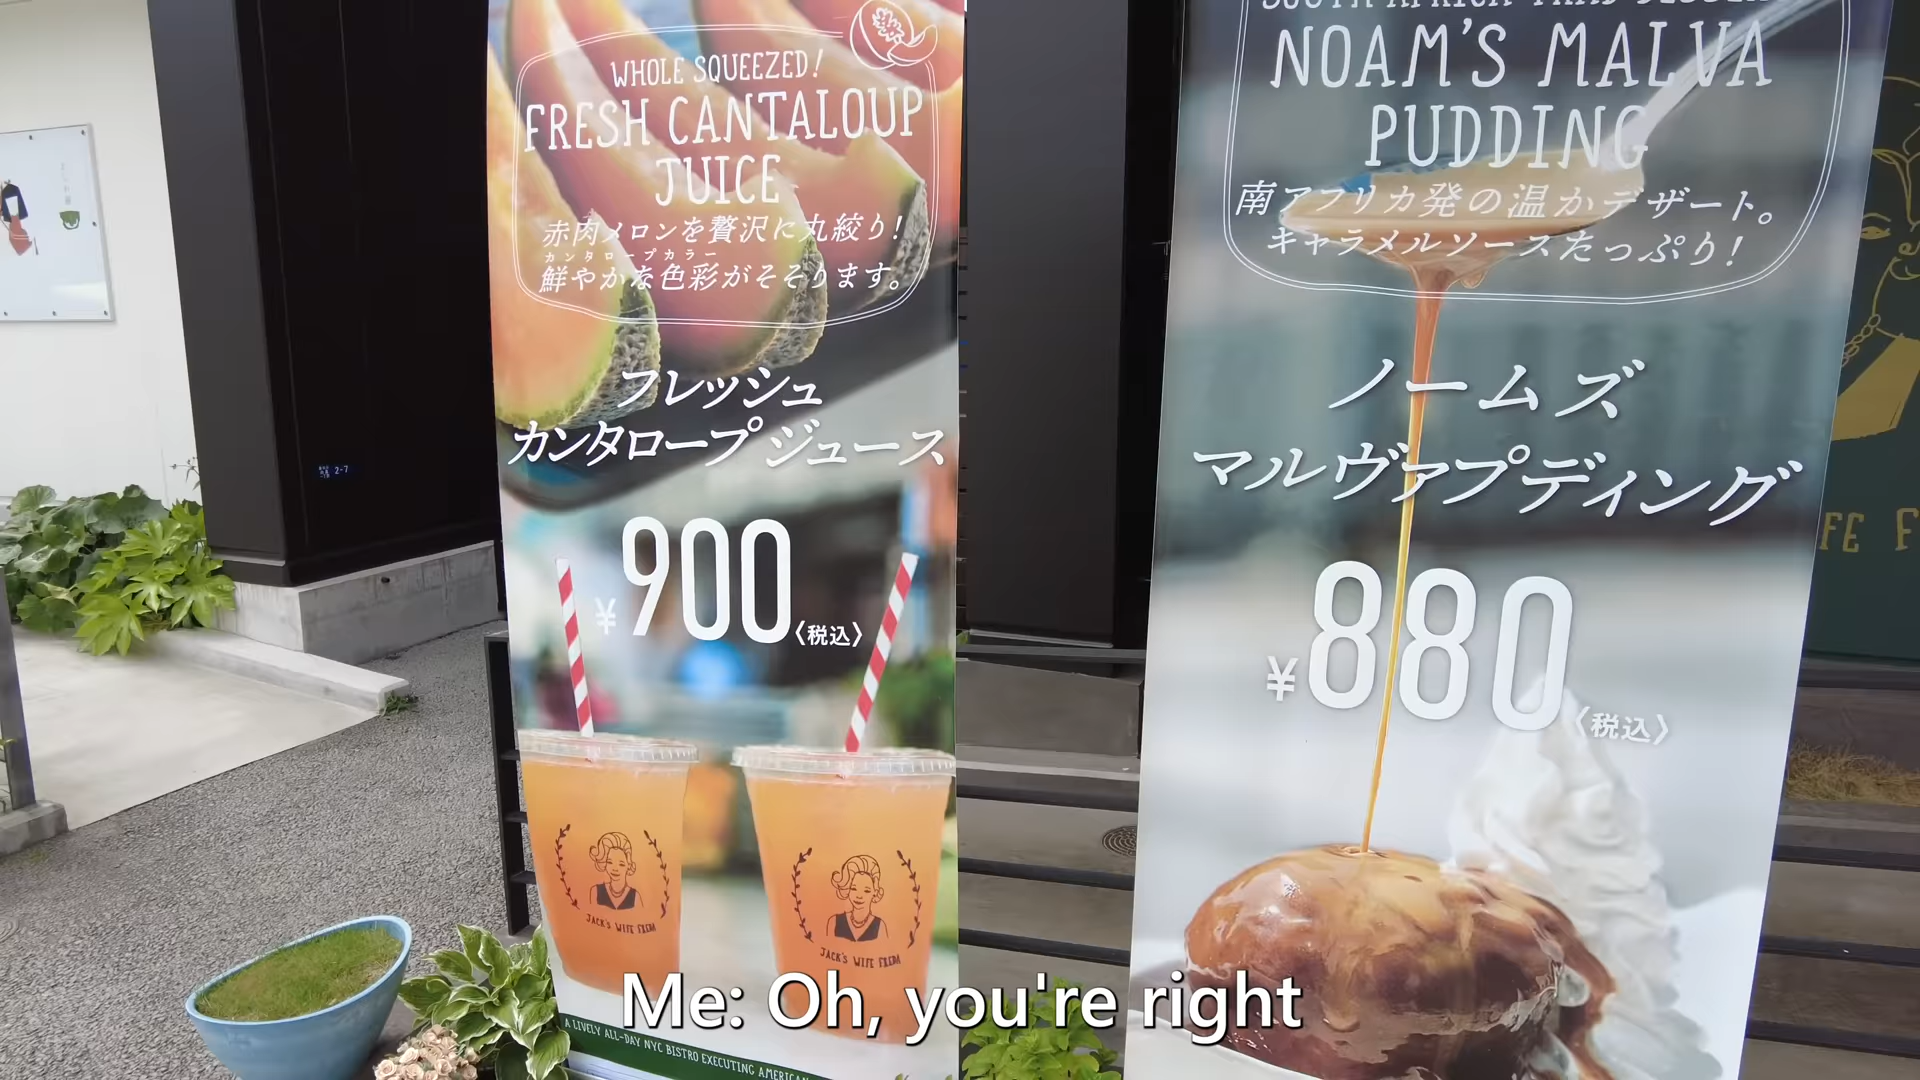 WHOLE SQUEEZED!
FRESH CANTALOUP
JUICE
赤肉メロンを贅沢に丸絞り!
カンタロープカラー
鮮やかな色彩がそそります。
フレッシュ
カンタロープ ジュース
¥900〈税込〉
JACK'S WIFE FREDA
JACK'S WIFE FREDA
A LIVELY ALL-DAY NYC BISTRO EXECUTING AMERICAN
NOAM'S MALVA
PUDDING
南アフリカ発の温かデザート。
キャラメルソースたっぷり!
ノームズ
マルヴァプディング
¥880〈税込〉
2-7
FE F
Me: Oh, you're right